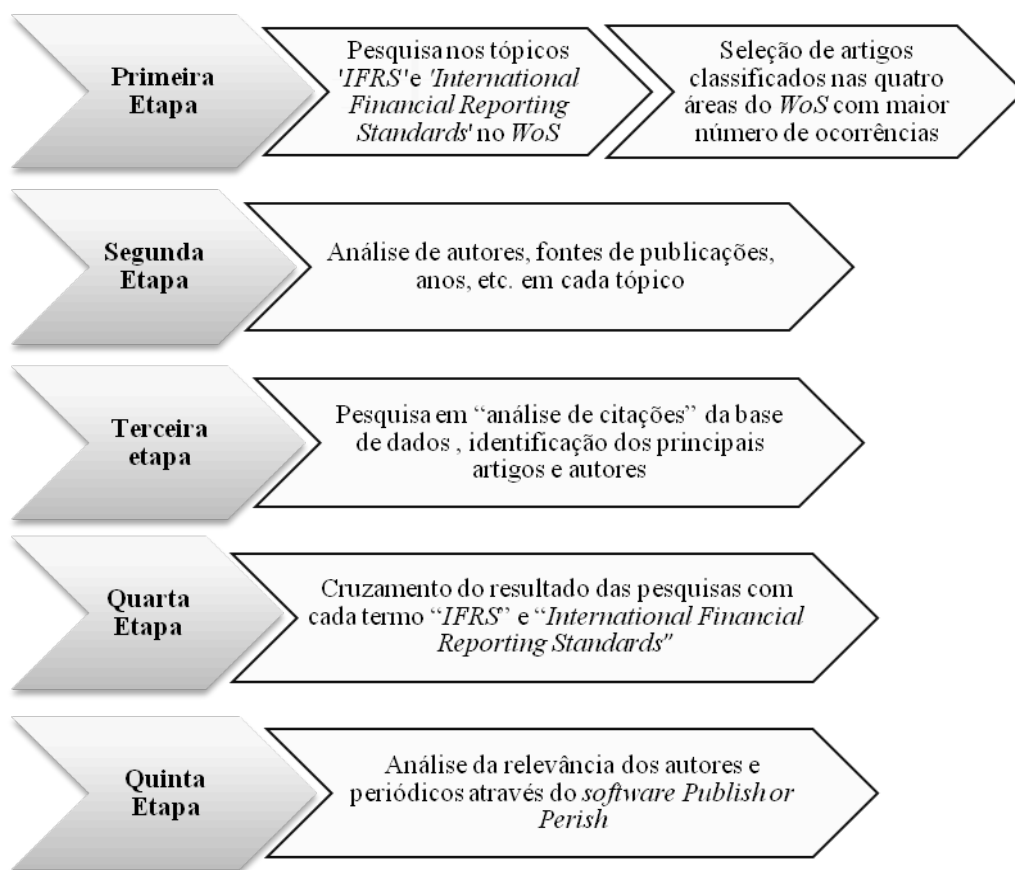 Primeira
Etapa
Pesquisa nos tópicos
'IFRS' e 'International
Financial Reporting
Standards' no WoS
Seleção de artigos
classificados nas quatro
áreas do WoS com maior
número de ocorrências
Segunda
Etapa
Análise de autores, fontes de publicações,
anos, etc. em cada tópico
Terceira
etapa
Pesquisa em “análise de citações” da base
de dados , identificação dos principais
artigos e autores
Quarta
Etapa
Cruzamento do resultado das pesquisas com
cada termo “IFRS” e “International Financial
Reporting Standards”
Quinta
Etapa
Análise da relevância dos autores e
periódicos através do software Publish or
Perish